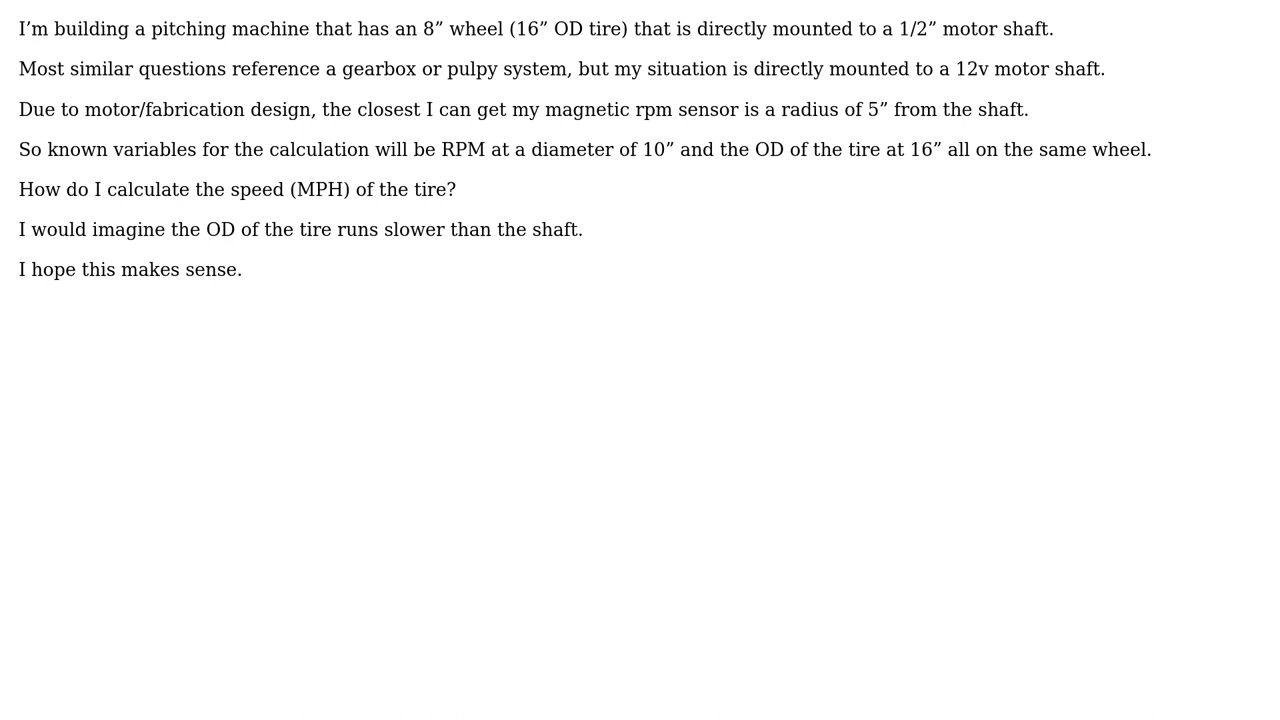 I’m building a pitching machine that has an 8” wheel (16” OD tire) that is directly mounted to a 1/2” motor shaft.
Most similar questions reference a gearbox or pulpy system, but my situation is directly mounted to a 12v motor shaft.
Due to motor/fabrication design, the closest I can get my magnetic rpm sensor is a radius of 5” from the shaft.
So known variables for the calculation will be RPM at a diameter of 10” and the OD of the tire at 16” all on the same wheel.
How do I calculate the speed (MPH) of the tire?
I would imagine the OD of the tire runs slower than the shaft.
I hope this makes sense.